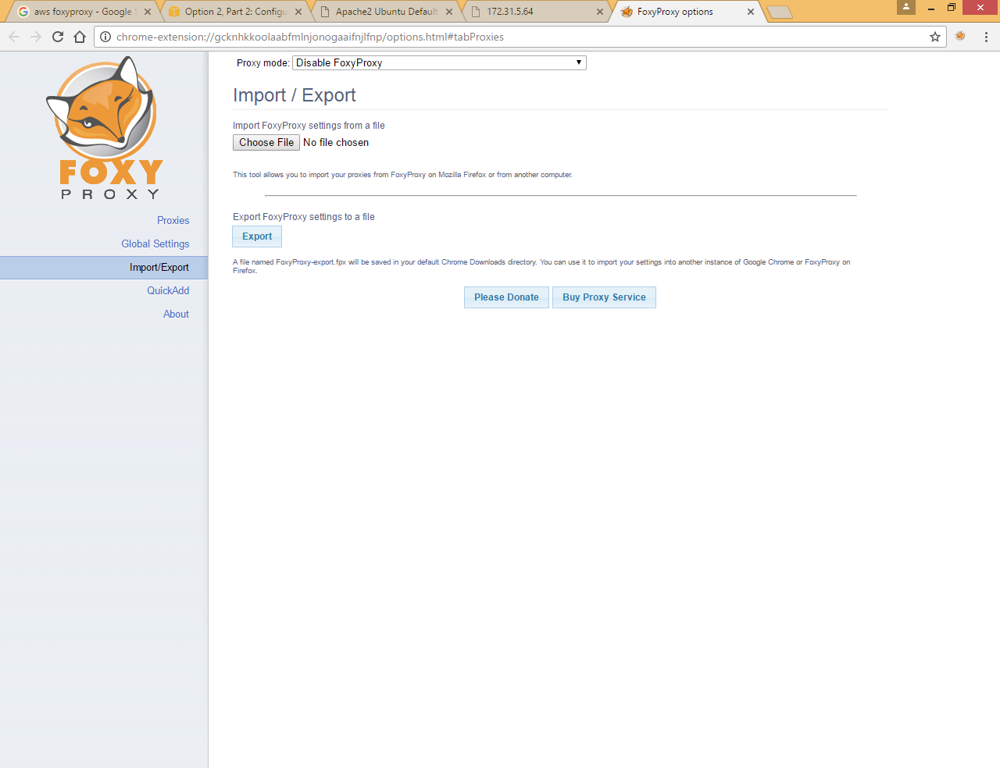 aws foxyproxy - Google S
Option 2, Part 2: Configu
Apache2 Ubuntu Default
172.31.5.64
FoxyProxy options
chrome-extension://gcknhkkoolaabfmlnjonogaaifnjlfnp/options.html#tabProxies
FOXY
PROXY
Proxies
Global Settings
Import/Export
QuickAdd
About
Proxy mode: Disable FoxyProxy
Import / Export
Import FoxyProxy settings from a file
Choose File No file chosen
This tool allows you to import your proxies from FoxyProxy on Mozilla Firefox or from another computer.
Export FoxyProxy settings to a file
Export
A file named FoxyProxy-export.fpx will be saved in your default Chrome Downloads directory. You can use it to import your settings into another instance of Google Chrome or FoxyProxy on
Firefox.
Please Donate Buy Proxy Service